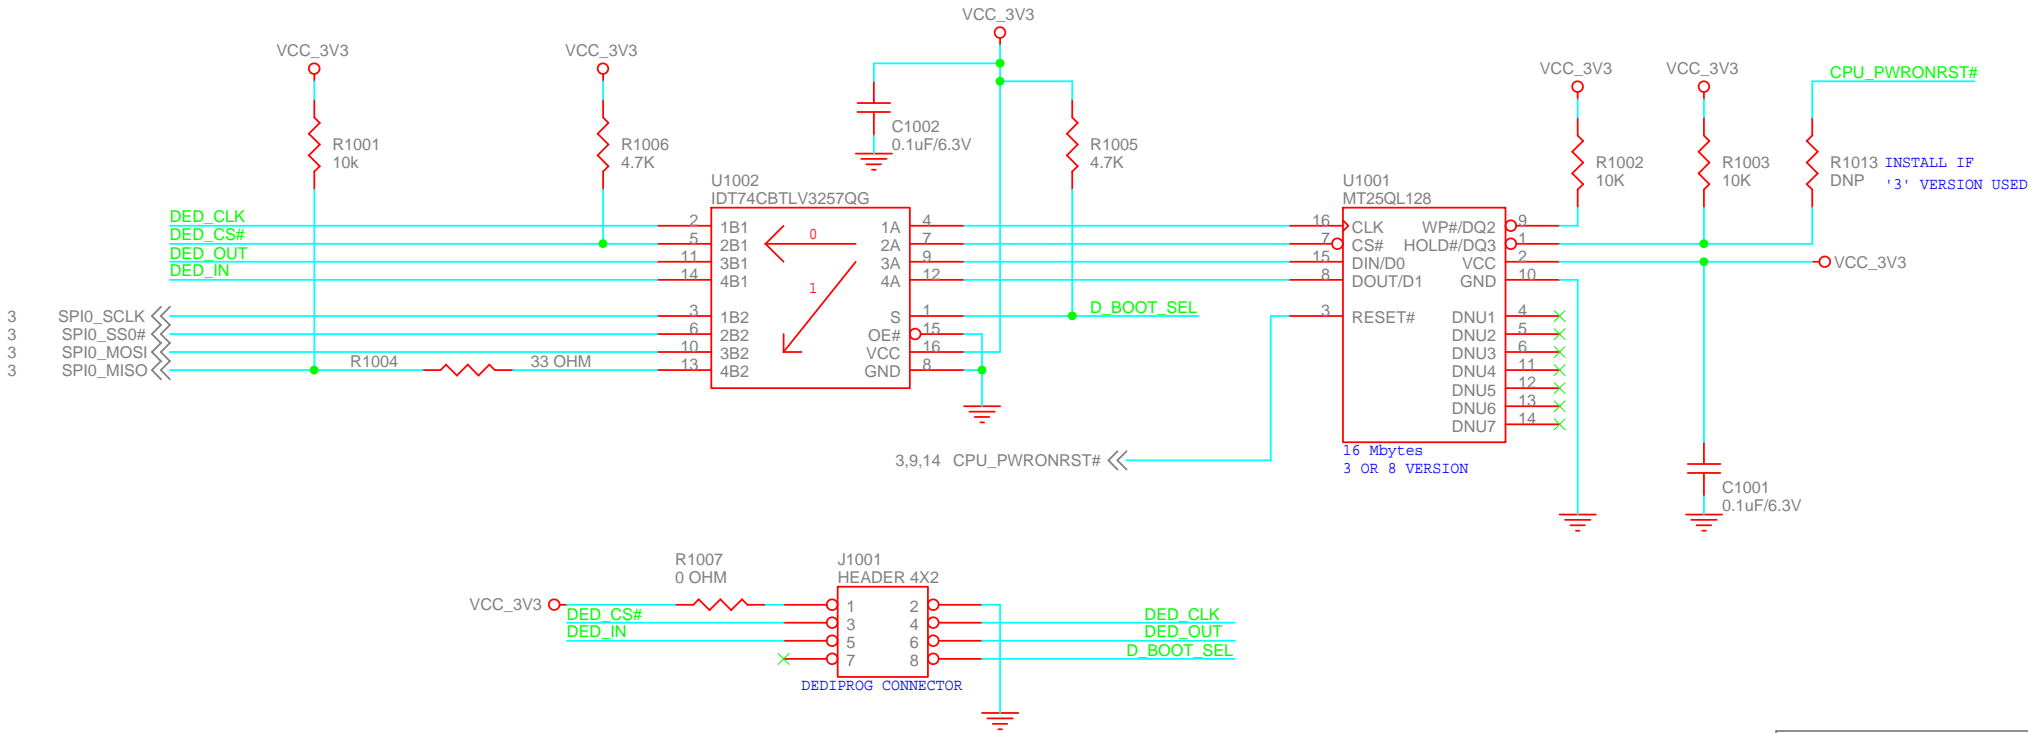 VCC_3V3
VCC_3V3
VCC_3V3
VCC_3V3
VCC_3V3
CPU_PWRONRST#
R1001
10k
R1006
4.7K
C1002
0.1uF/6.3V
R1005
4.7K
R1002
10K
R1003
10K
R1013
DNP
INSTALL IF
'3' VERSION USED
U1002
IDT74CBTLV3257QG
U1001
MT25QL128
DED_CLK
DED_CS#
DED_OUT
DED_IN
2 1B1 0 1A 4
5 2B1 2A 7
11 3B1 3A 9
14 4B1 1 4A 12
3 1B2 S 1
6 2B2 OE# 15
10 3B2 VCC 16
13 4B2 GND 8
D_BOOT_SEL
16 CLK WP#/DQ2 9
7 CS# HOLD#/DQ3 1
15 DIN/D0 VCC 2
8 DOUT/D1 GND 10
3 RESET# DNU1 4
DNU2 5
DNU3 6
DNU4 11
DNU5 12
DNU6 13
DNU7 14
VCC_3V3
3 SPI0_SCLK
3 SPI0_SS0#
3 SPI0_MOSI
3 SPI0_MISO
R1004 33 OHM
3,9,14 CPU_PWRONRST#
16 Mbytes
3 OR 8 VERSION
C1001
0.1uF/6.3V
R1007
0 OHM
J1001
HEADER 4X2
VCC_3V3
DED_CS#
DED_IN
1 2
3 4
5 6
7 8
DED_CLK
DED_OUT
D_BOOT_SEL
DEDIPROG CONNECTOR